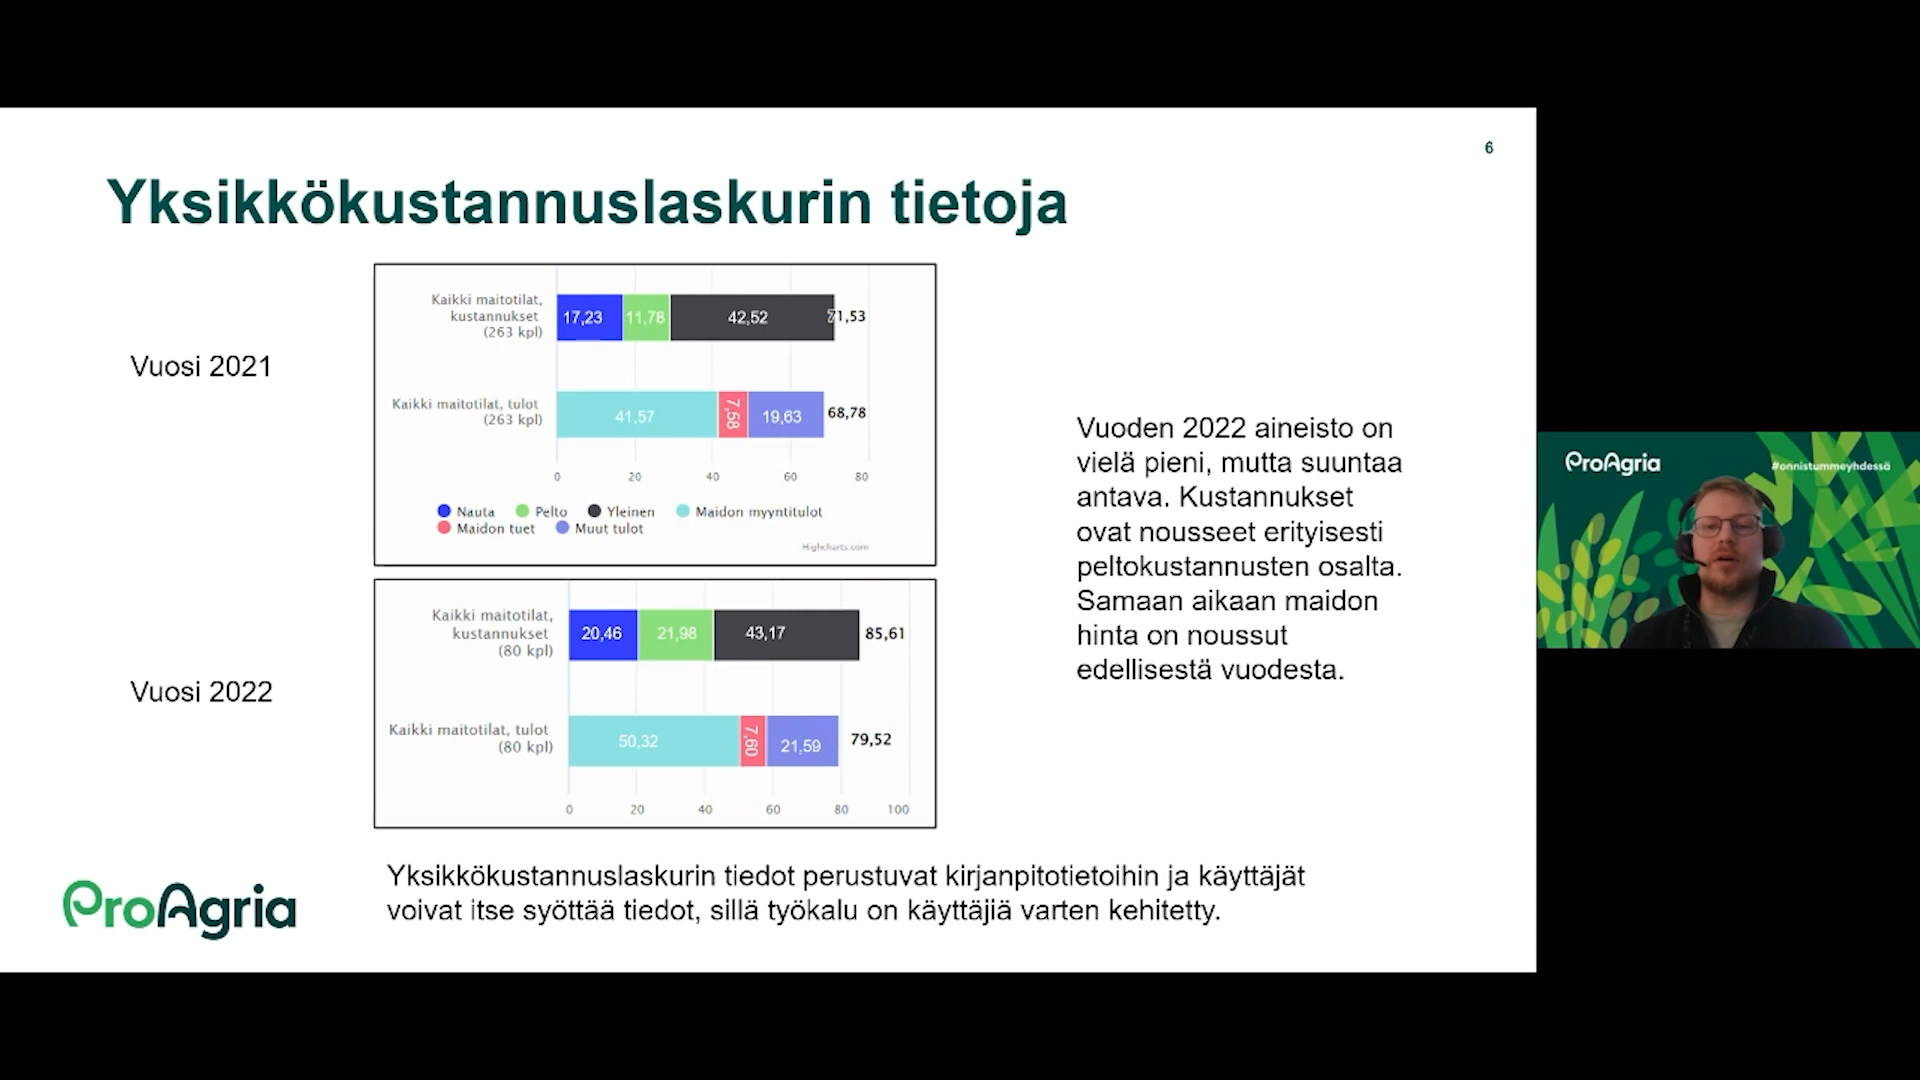 6
Yksikkökustannuslaskurin tietoja
Vuosi 2021
Kaikki maitotilat,
kustannukset
(263 kpl)
17,23 11,78 42,52 71,53
Kaikki maitotilat, tulot
(263 kpl)
41,57 7,58 19,63 68,78
0 20 40 60 80
Nauta Pelto Yleinen Maidon myyntitulot
Maidon tuet Muut tulot
Highcharts.com
Vuosi 2022
Kaikki maitotilat,
kustannukset
(80 kpl)
20,46 21,98 43,17 85,61
Kaikki maitotilat, tulot
(80 kpl)
50,32 7,60 21,59 79,52
0 20 40 60 80 100
Vuoden 2022 aineisto on
vielä pieni, mutta suuntaa
antava. Kustannukset
ovat nousseet erityisesti
peltokustannusten osalta.
Samaan aikaan maidon
hinta on noussut
edellisestä vuodesta.
Yksikkökustannuslaskurin tiedot perustuvat kirjanpitotietoihin ja käyttäjät
voivat itse syöttää tiedot, sillä työkalu on käyttäjiä varten kehitetty.
ProAgria
ProAgria
#onnistummeyhdessä